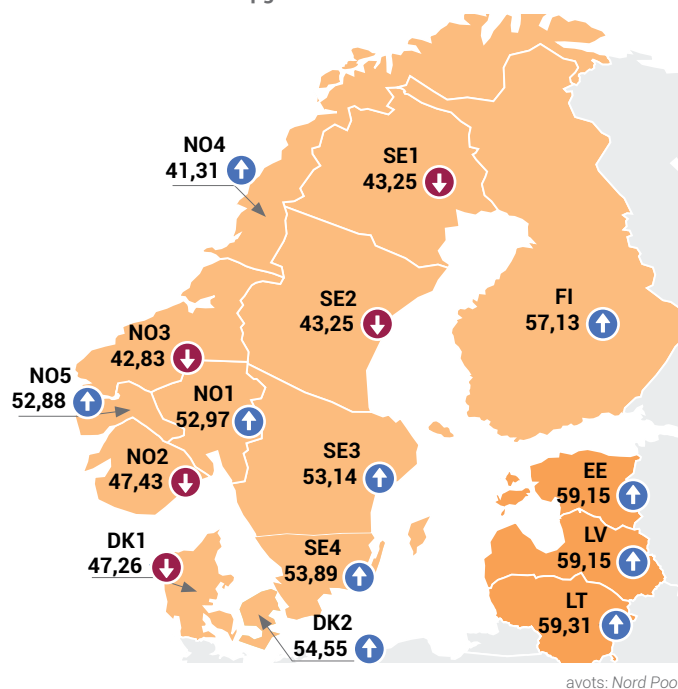 NO4
41,31
SE1
43,25
SE2
43,25
FI
57,13
NO3
42,83
NO5
52,88
NO1
52,97
NO2
47,43
SE3
53,14
EE
59,15
LV
59,15
DK1
47,26
SE4
53,89
LT
59,31
DK2
54,55
avots: Nord Poo